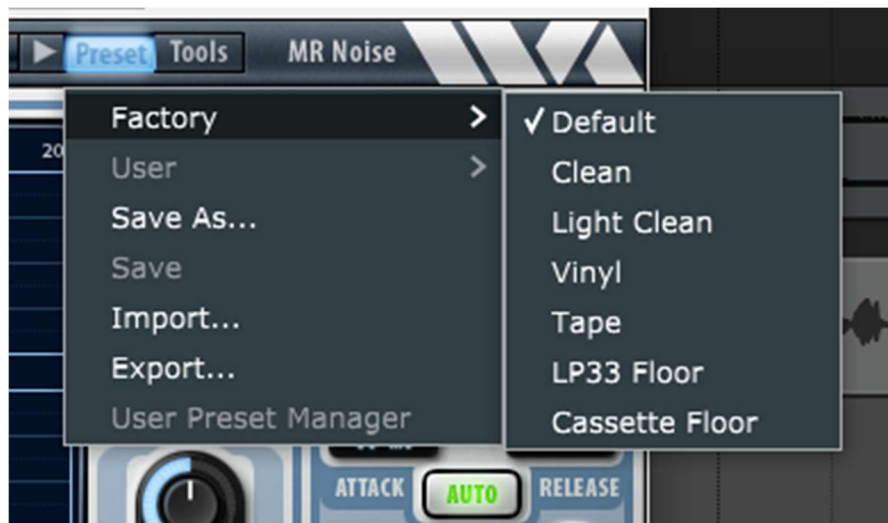 Preset Tools MR Noise
Factory
User
Save As...
Save
Import...
Export...
User Preset Manager
✓ Default
Clean
Light Clean
Vinyl
Tape
LP33 Floor
Cassette Floor
20
ATTACK AUTO RELEASE